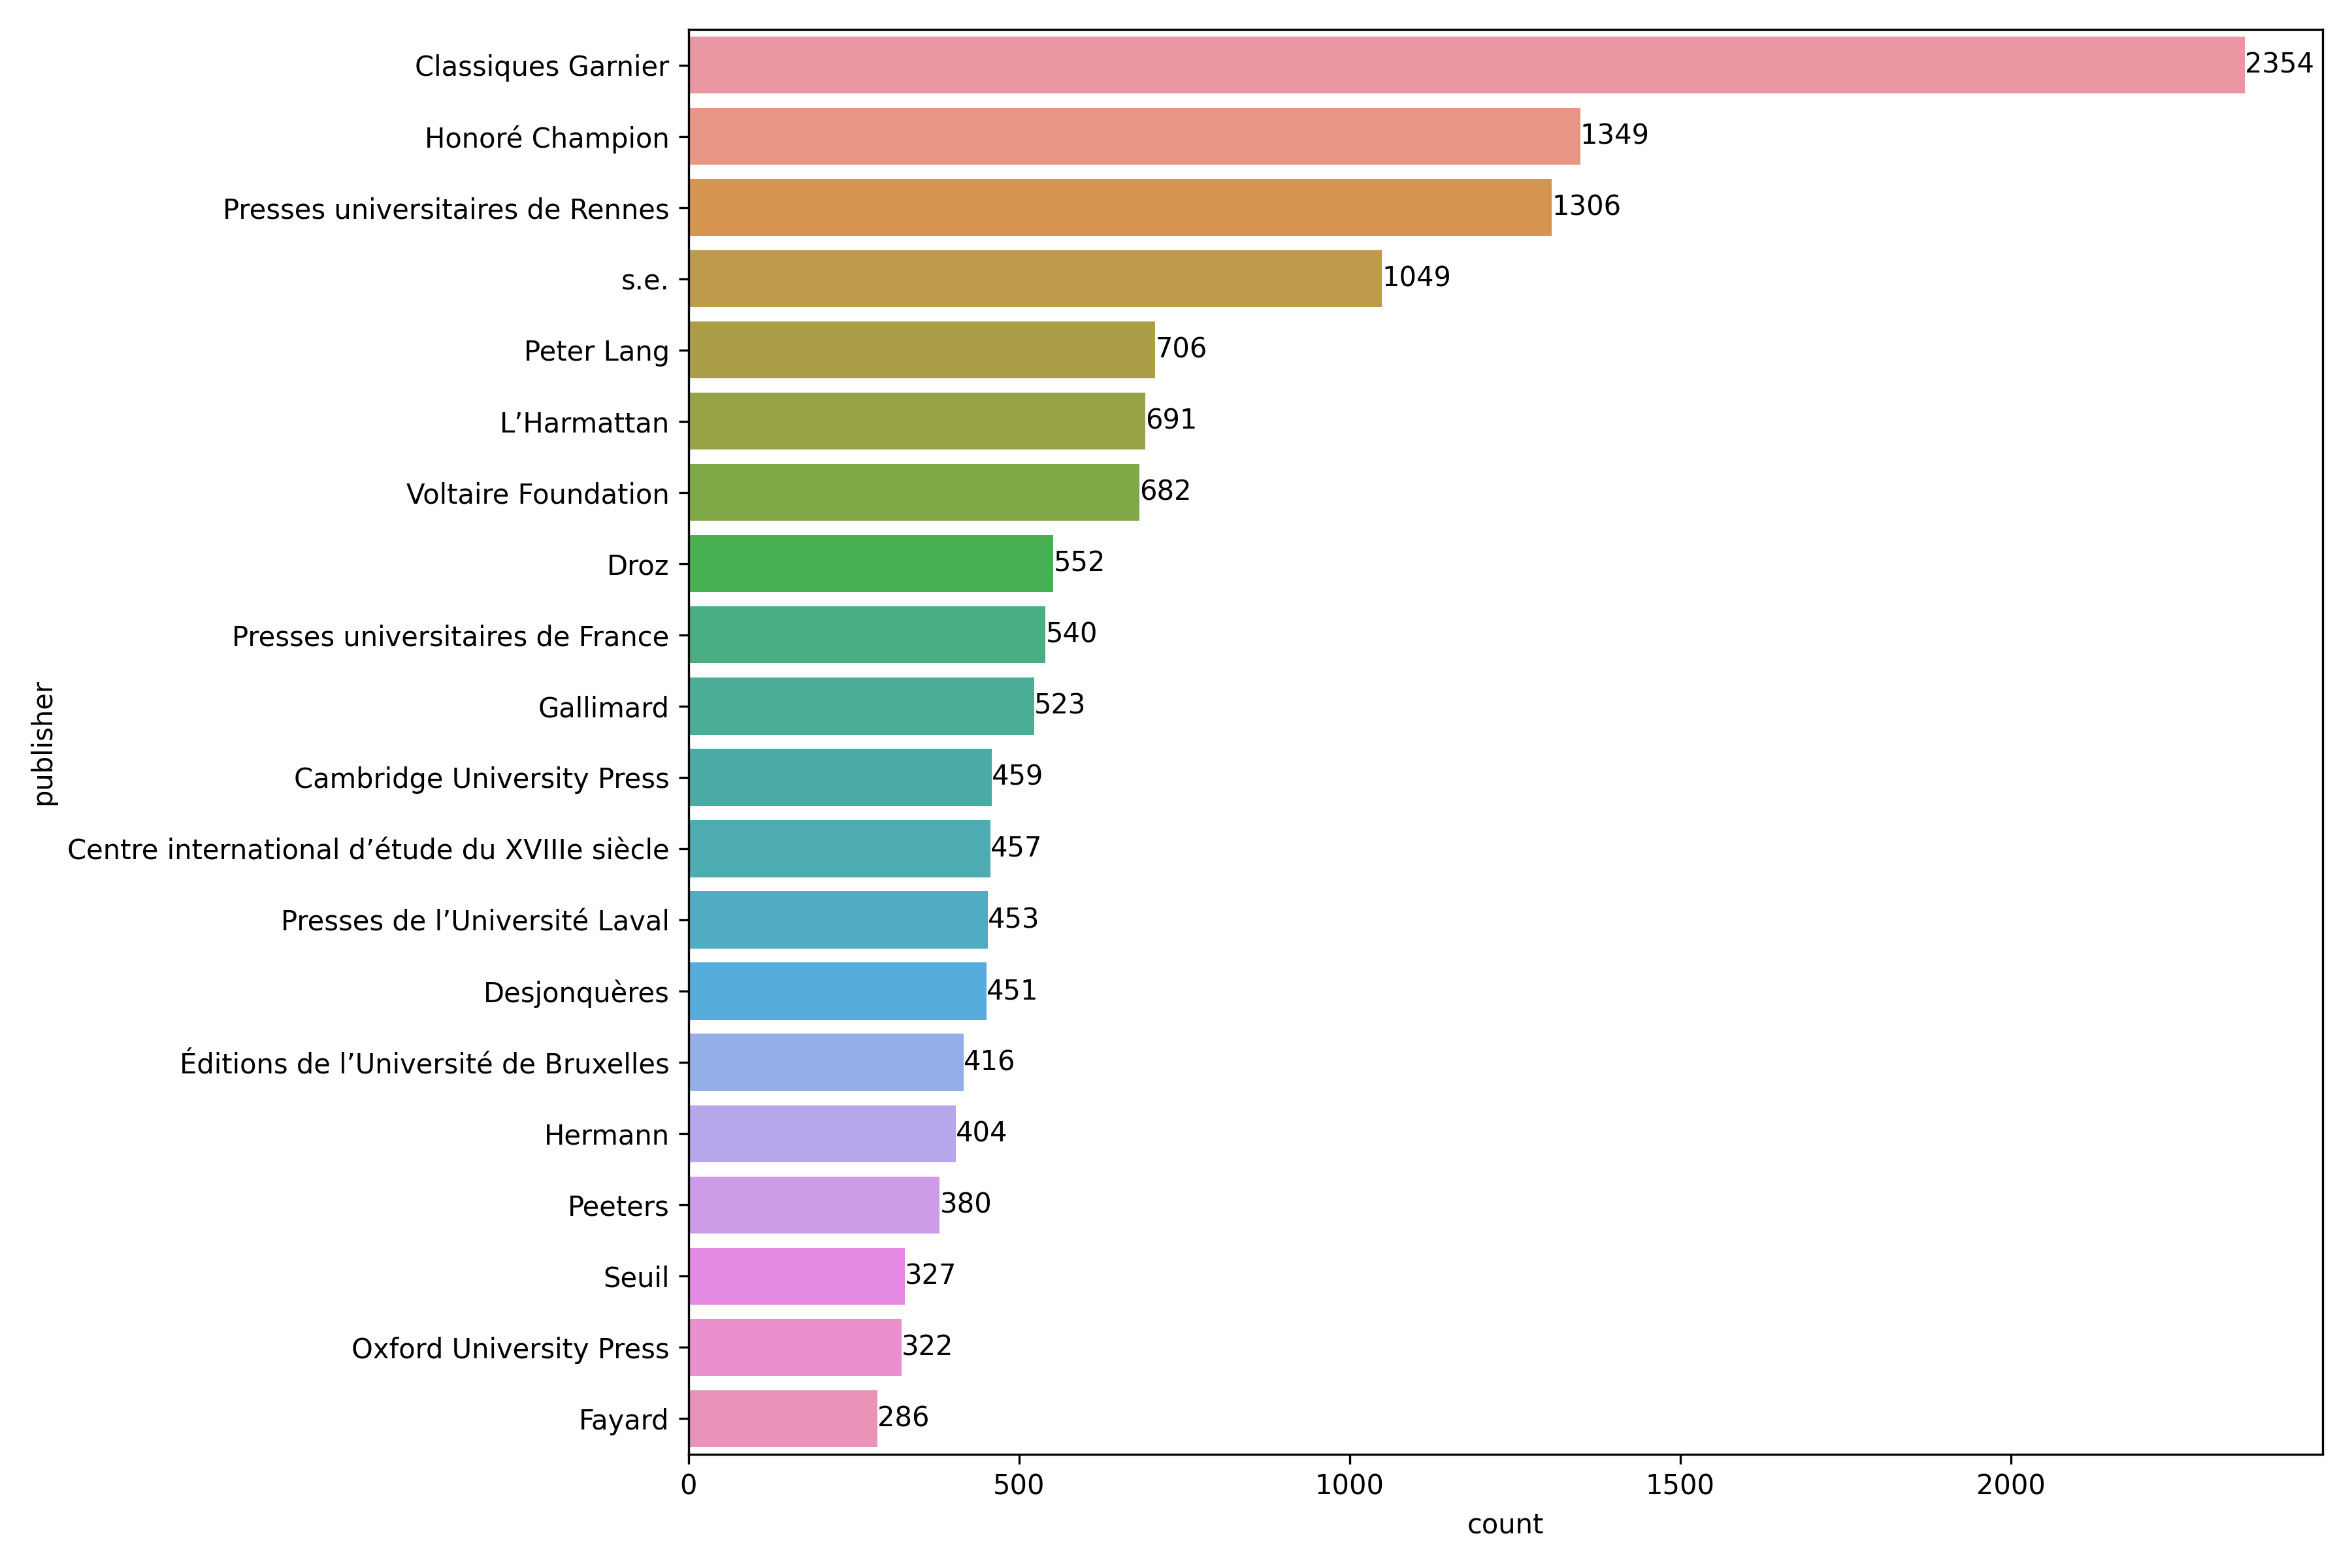 Classiques Garnier 2354
Honoré Champion 1349
Presses universitaires de Rennes 1306
s.e. 1049
Peter Lang 706
L’Harmattan 691
Voltaire Foundation 682
Droz 552
Presses universitaires de France 540
Gallimard 523
Cambridge University Press 459
Centre international d’étude du XVIIIe siècle 457
Presses de l’Université Laval 453
Desjonquères 451
Éditions de l’Université de Bruxelles 416
Hermann 404
Peeters 380
Seuil 327
Oxford University Press 322
Fayard 286
publisher
0 500 1000 1500 2000
count